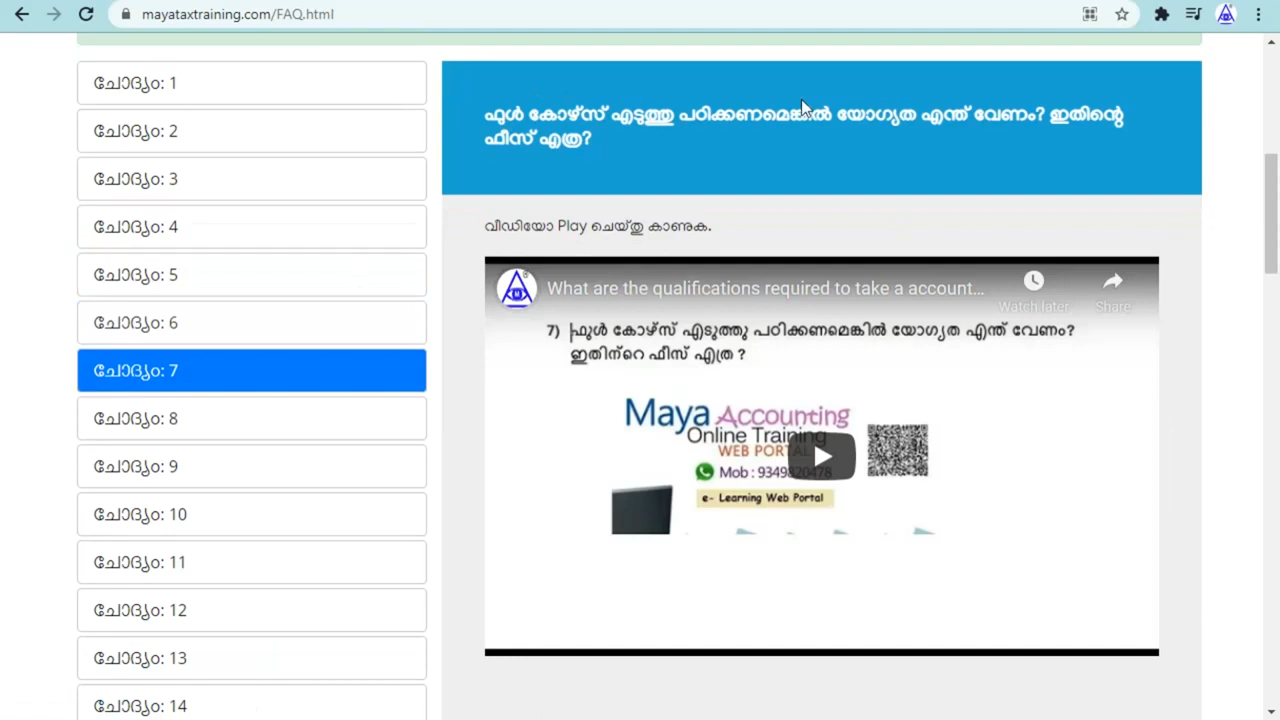 mayataxtraining.com/FAQ.html
ചോദ്യം: 1
ചോദ്യം: 2
ചോദ്യം: 3
ചോദ്യം: 4
ചോദ്യം: 5
ചോദ്യം: 6
ചോദ്യം: 7
ചോദ്യം: 8
ചോദ്യം: 9
ചോദ്യം: 10
ചോദ്യം: 11
ചോദ്യം: 12
ചോദ്യം: 13
ചോദ്യം: 14
ഫുൾ കോഴ്സ് എടുത്തു പഠിക്കണമെങ്കിൽ യോഗ്യത എന്ത് വേണം? ഇതിന്റെ
ഫീസ് എത്ര?
വീഡിയോ Play ചെയ്തു കാണുക.
What are the qualifications required to take a account...
Watch later
Share
7) ഫുൾ കോഴ്സ് എടുത്തു പഠിക്കണമെങ്കിൽ യോഗ്യത എന്ത് വേണം?
ഇതിന്റെ ഫീസ് എത്ര ?
Maya Accounting
Online Training
WEB PORTAL
Mob : 9349820478
e- Learning Web Portal